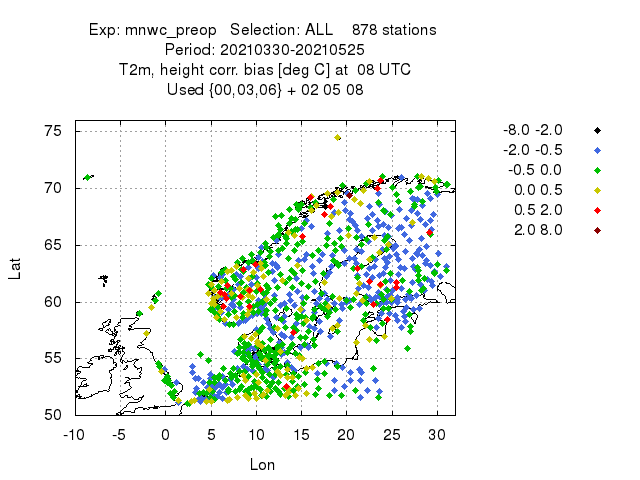 Exp: mnwc_preop   Selection: ALL    878 stations
Period: 20210330-20210525
T2m, height corr. bias [deg C] at  08 UTC
Used {00,03,06} + 02 05 08
75
70
65
60
55
50
Lat
-10 -5 0 5 10 15 20 25 30
Lon
-8.0 -2.0
-2.0 -0.5
-0.5 0.0
0.0 0.5
0.5 2.0
2.0 8.0